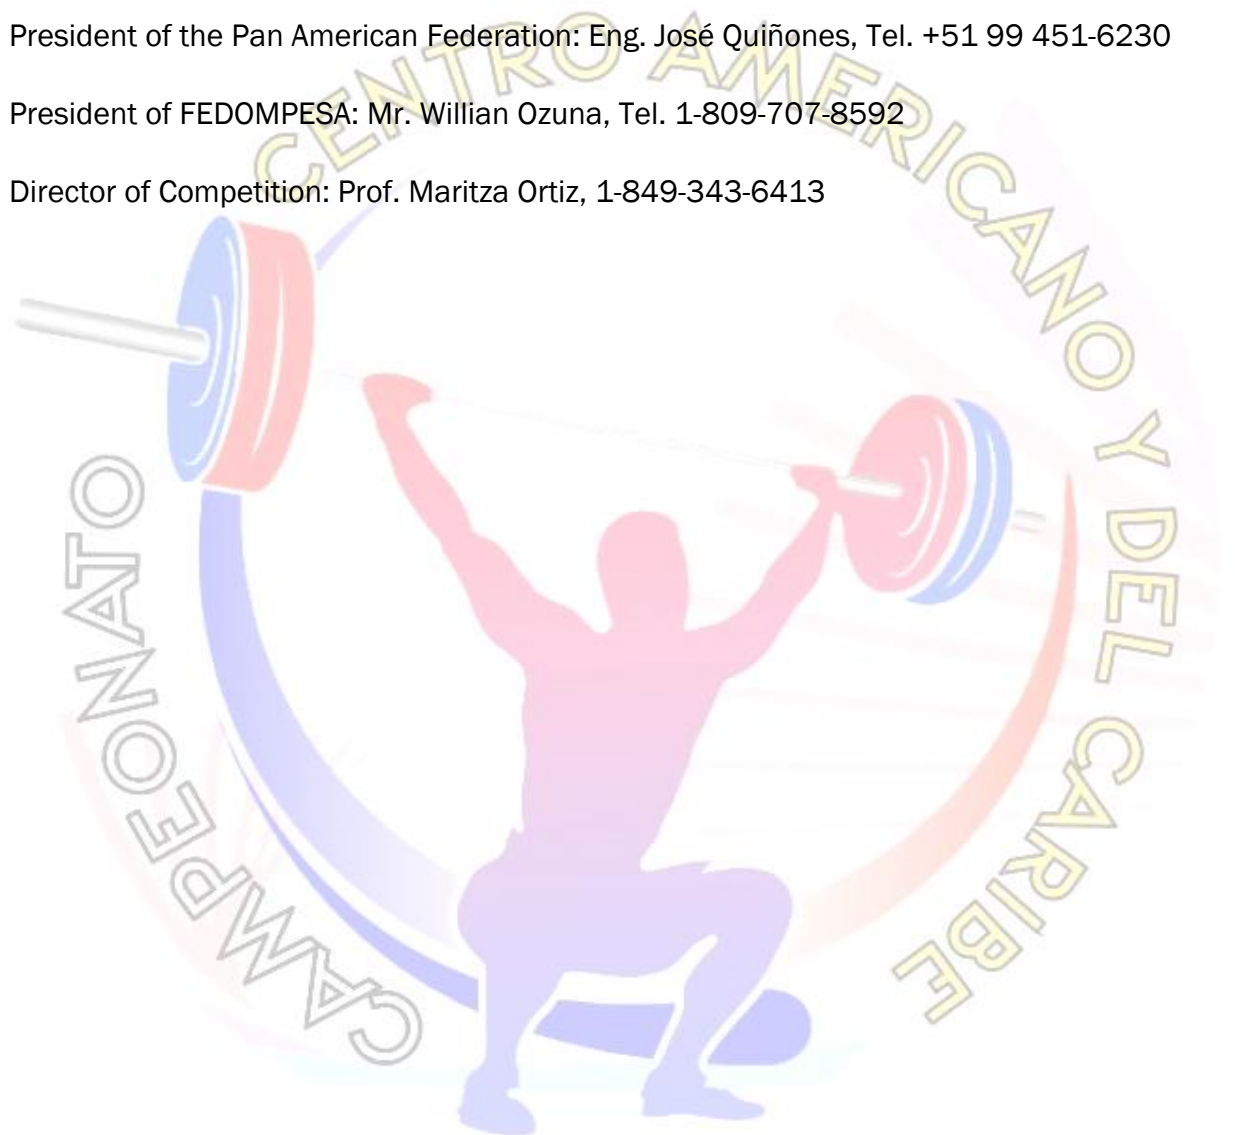 President of the Pan American Federation: Eng. José Quiñones, Tel. +51 99 451-6230
President of FEDOMPESA: Mr. Willian Ozuna, Tel. 1-809-707-8592
Director of Competition: Prof. Maritza Ortiz, 1-849-343-6413
CAMPEONATO CENTRO AMERICANO Y DEL CARIBE